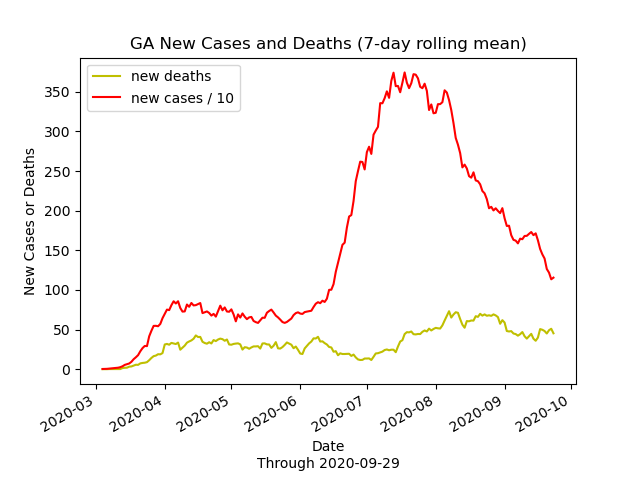 GA New Cases and Deaths (7-day rolling mean)
new deaths
new cases / 10
New Cases or Deaths
350
300
250
200
150
100
50
0
2020-03
2020-04
2020-05
2020-06
2020-07
2020-08
2020-09
2020-10
Date
Through 2020-09-29